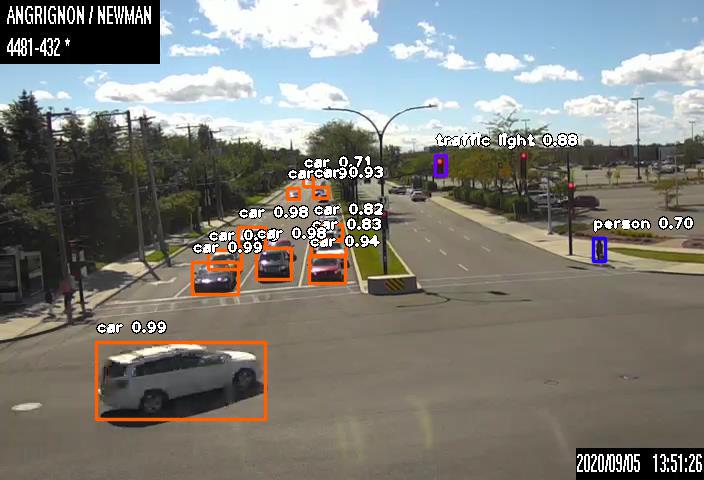 ANGRIGNON / NEWMAN
4481-432 *
traffic light 0.88
car 0.71
car 0.93
car 0.98
car 0.82
person 0.70
car 0.83
car 0.98
car 0.94
car 0.99
car 0.99
2020/09/05 13:51:26